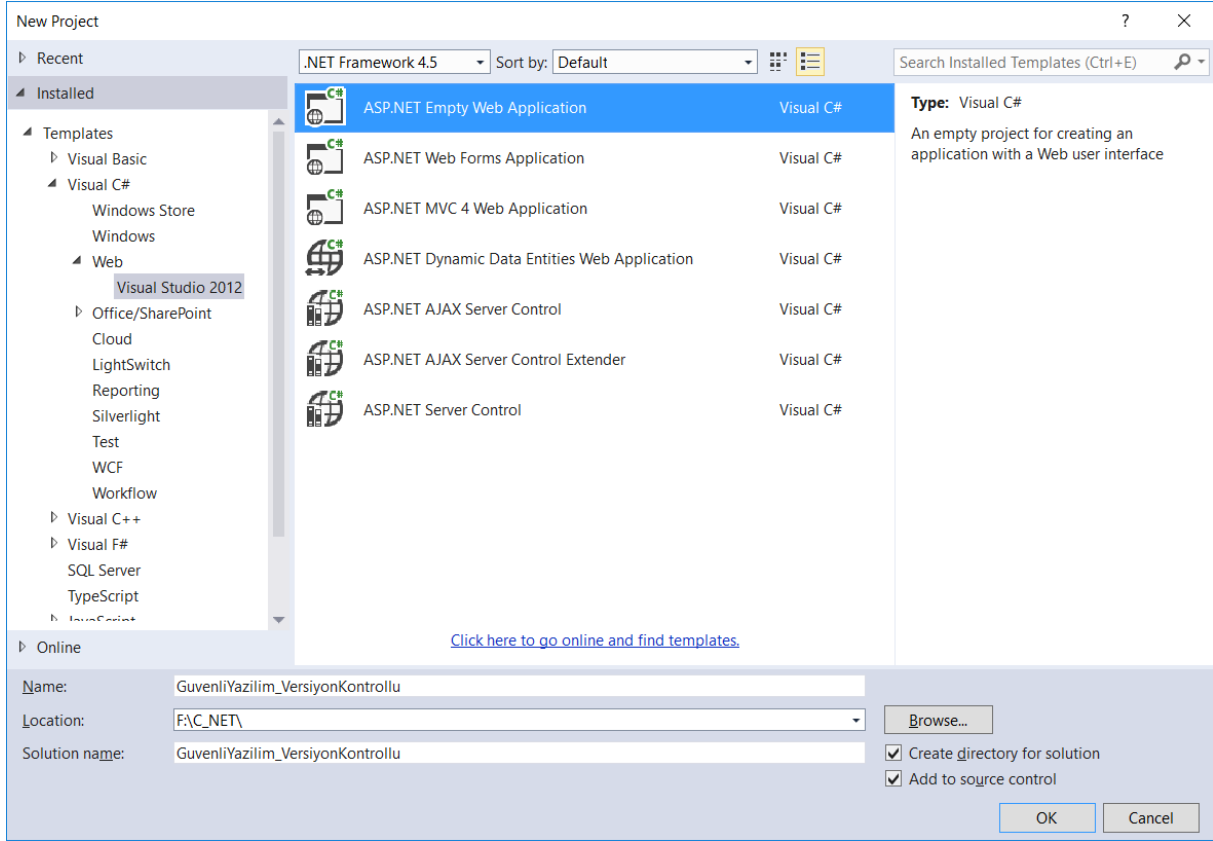 New Project
?
Recent
.NET Framework 4.5
Sort by: Default
Search Installed Templates (Ctrl+E)
Installed
Templates
Visual Basic
Visual C#
Windows Store
Windows
Web
Visual Studio 2012
Office/SharePoint
Cloud
LightSwitch
Reporting
Silverlight
Test
WCF
Workflow
Visual C++
Visual F#
SQL Server
TypeScript
JavaScript
Online
C# ASP.NET Empty Web Application Visual C#
C# ASP.NET Web Forms Application Visual C#
C# ASP.NET MVC 4 Web Application Visual C#
C# ASP.NET Dynamic Data Entities Web Application Visual C#
C# ASP.NET AJAX Server Control Visual C#
C# ASP.NET AJAX Server Control Extender Visual C#
C# ASP.NET Server Control Visual C#
Click here to go online and find templates.
Type: Visual C#
An empty project for creating an
application with a Web user interface
Name: GuvenliYazilim_VersiyonKontrollu
Location: F:\C_NET\
Browse...
Solution name: GuvenliYazilim_VersiyonKontrollu
Create directory for solution
Add to source control
OK
Cancel